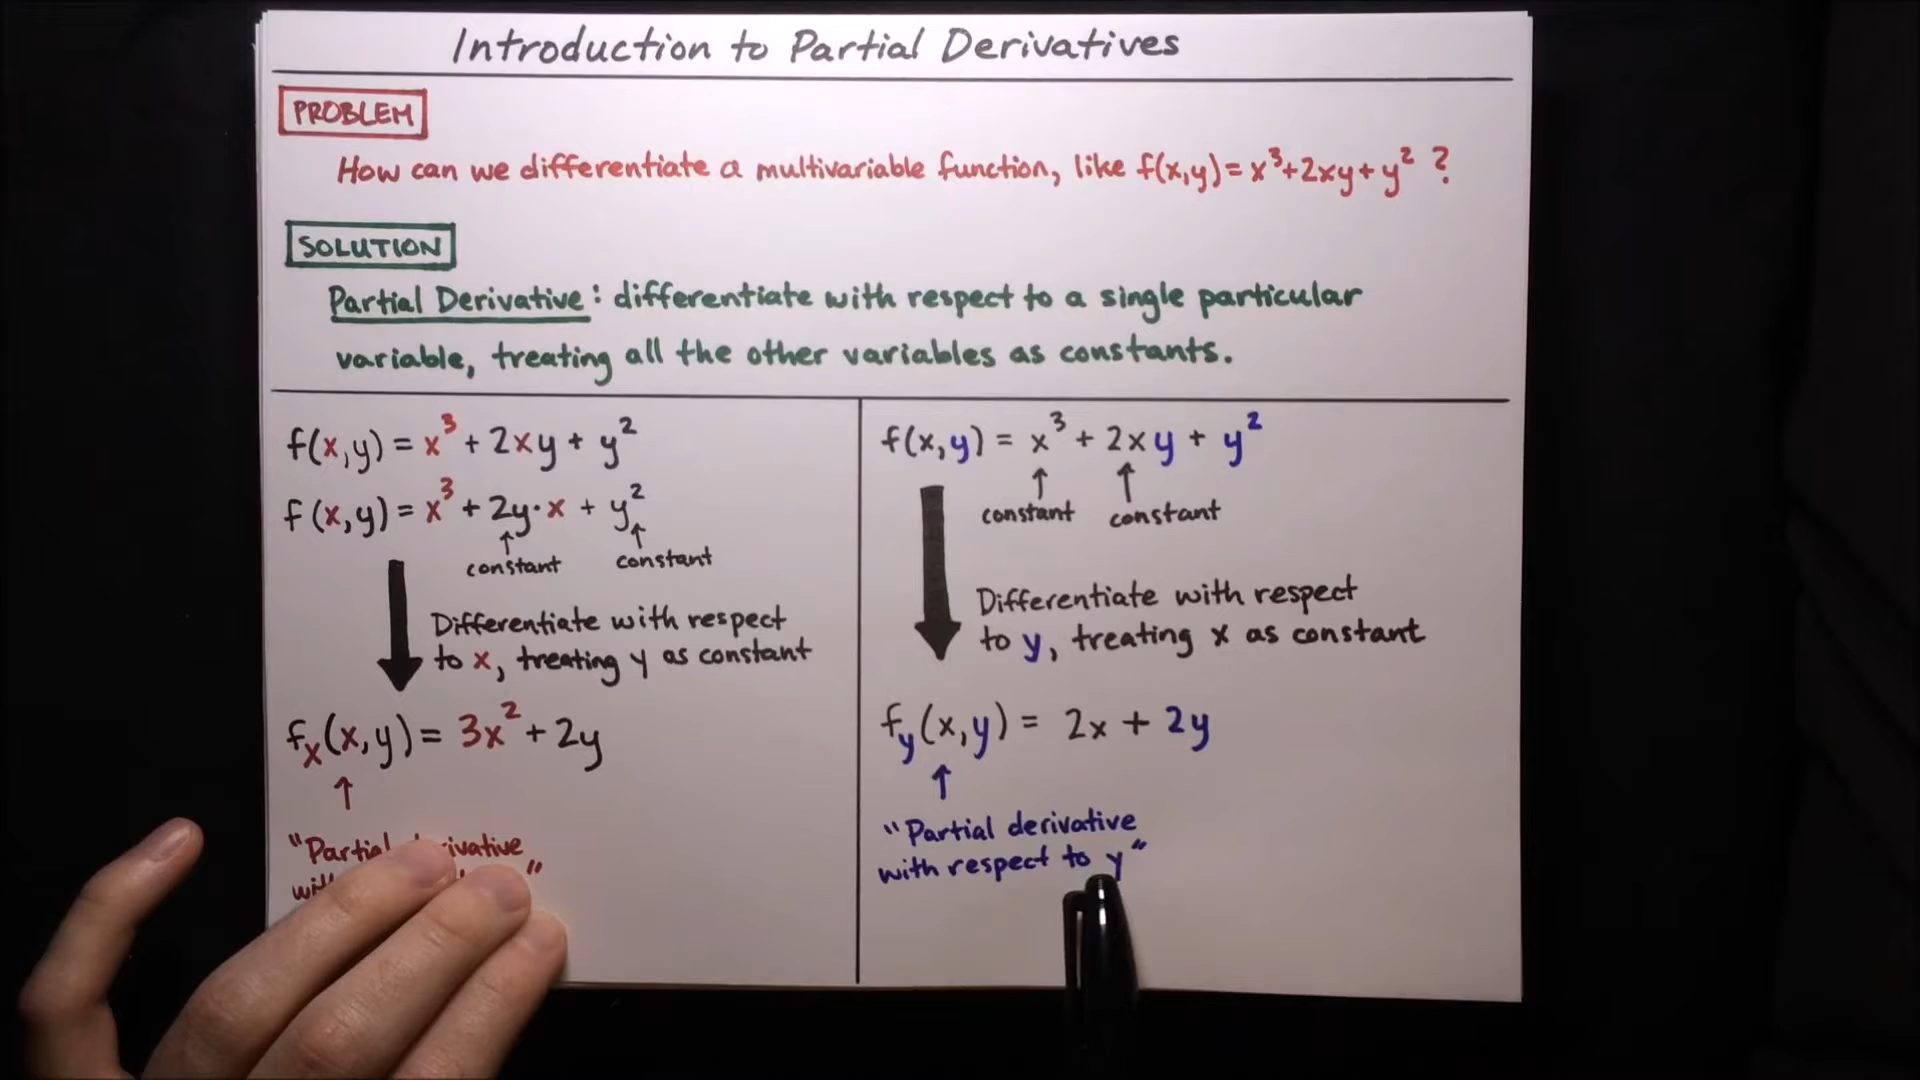 Introduction to Partial Derivatives
PROBLEM
How can we differentiate a multivariable function, like f(x,y)=x³+2xy+y² ?
SOLUTION
Partial Derivative: differentiate with respect to a single particular
variable, treating all the other variables as constants.
f(x,y) = x³ + 2xy + y²
f(x,y) = x³ + 2y·x + y²
↑ ↑
constant constant
Differentiate with respect
to x, treating y as constant
fₓ(x,y) = 3x² + 2y
↑
"Partial
f(x,y) = x³ + 2xy + y²
↑ ↑
constant constant
Differentiate with respect
to y, treating x as constant
f_y(x,y) = 2x + 2y
↑
"Partial derivative
with respect to y"